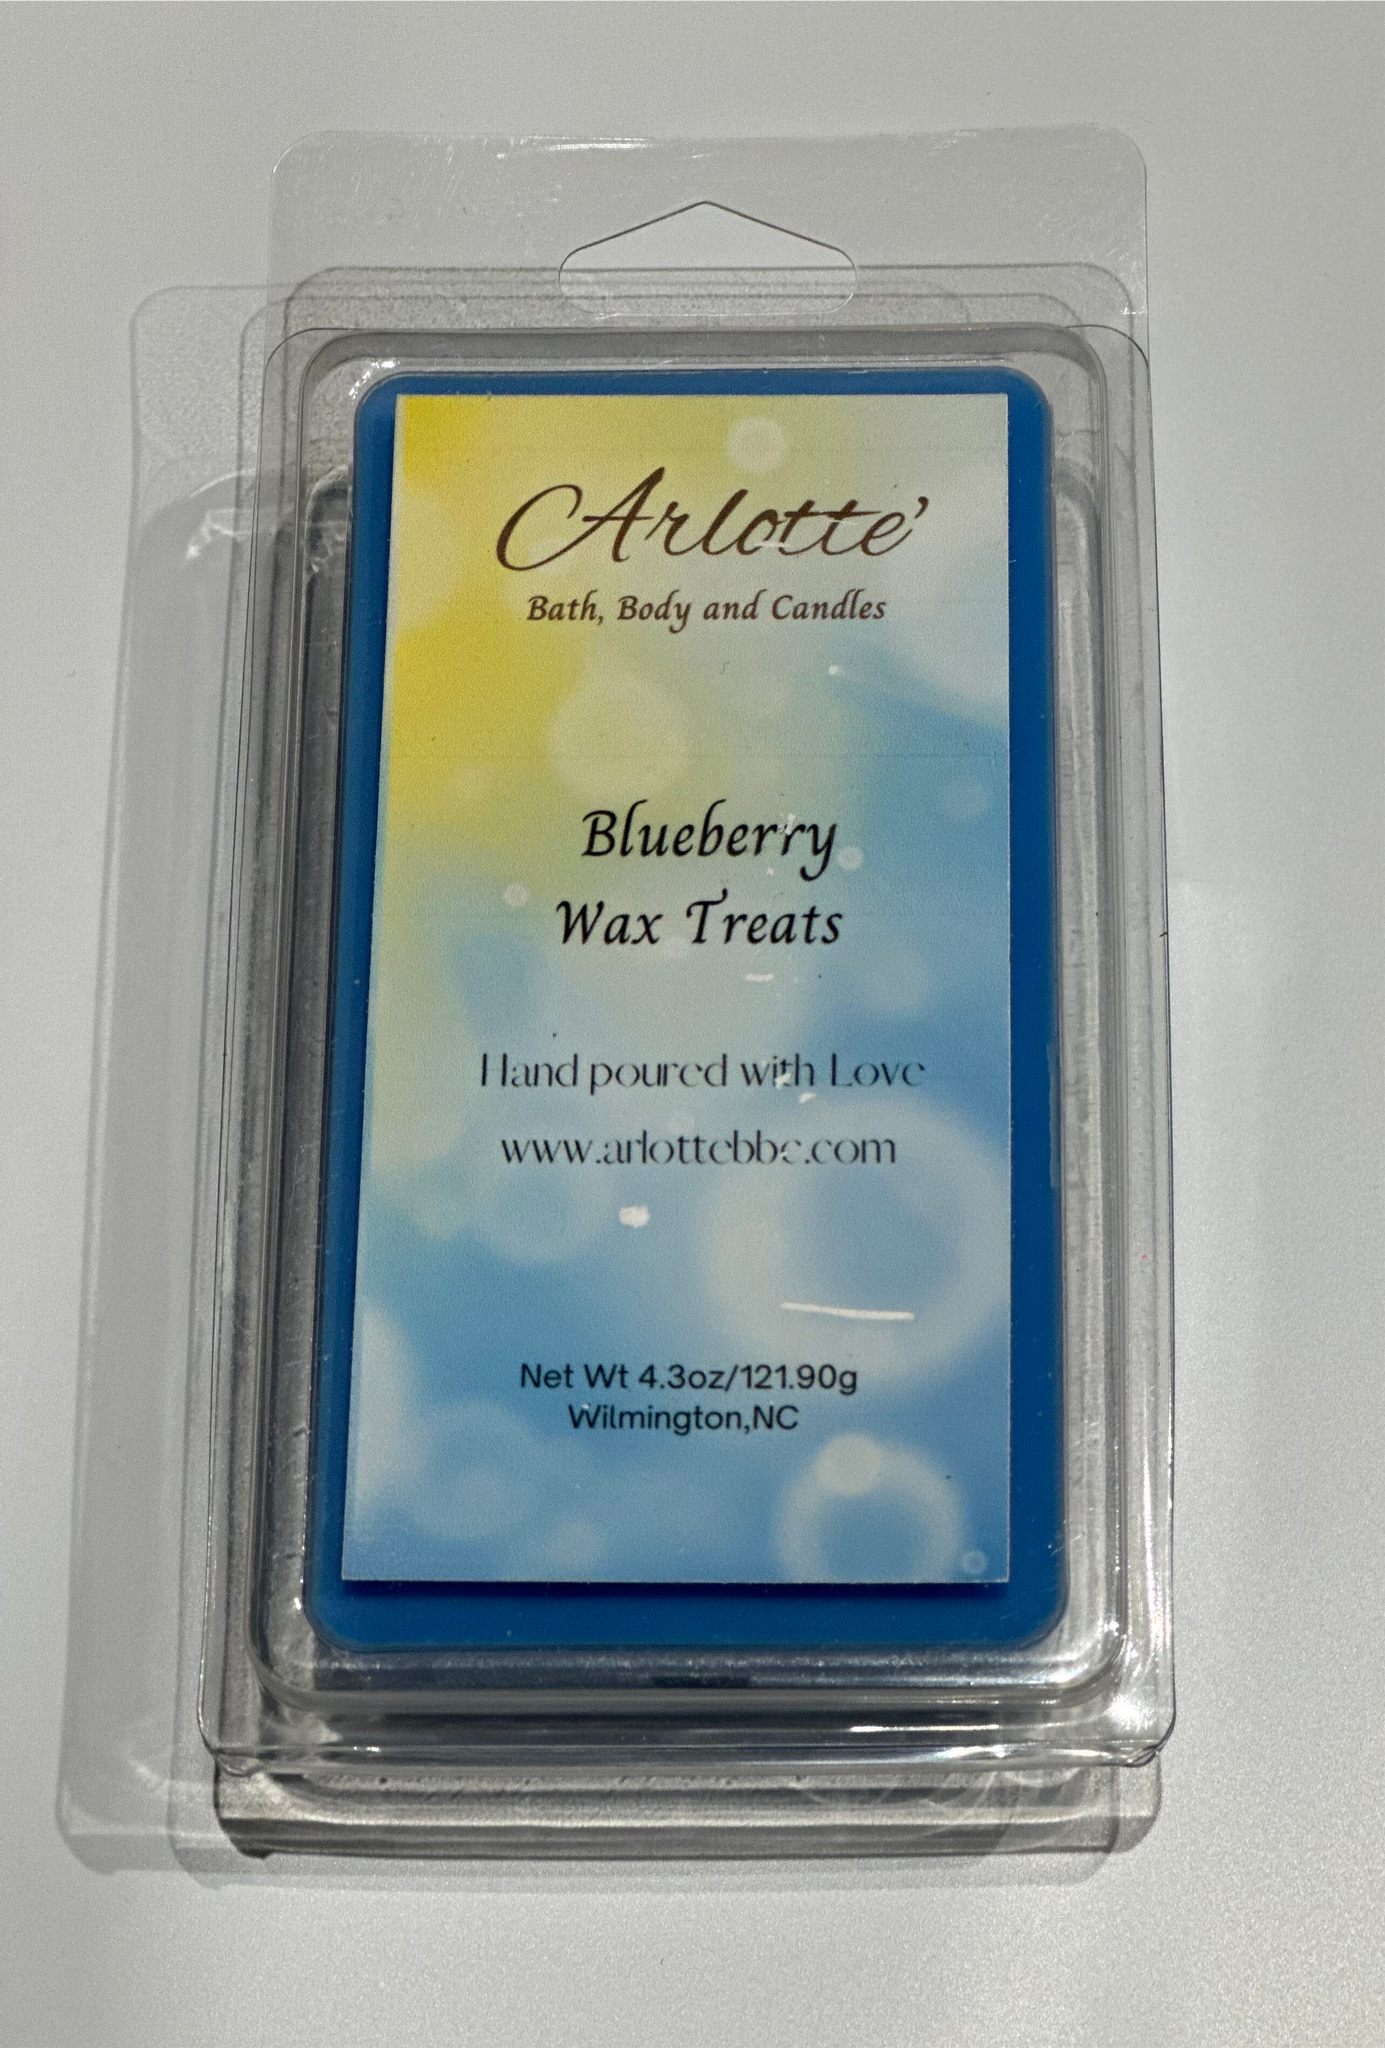 Arlotte'
Bath, Body and Candles
Blueberry
Wax Treats
Hand poured with Love
www.arlottebbc.com
Net Wt 4.3oz/121.90g
Wilmington,NC